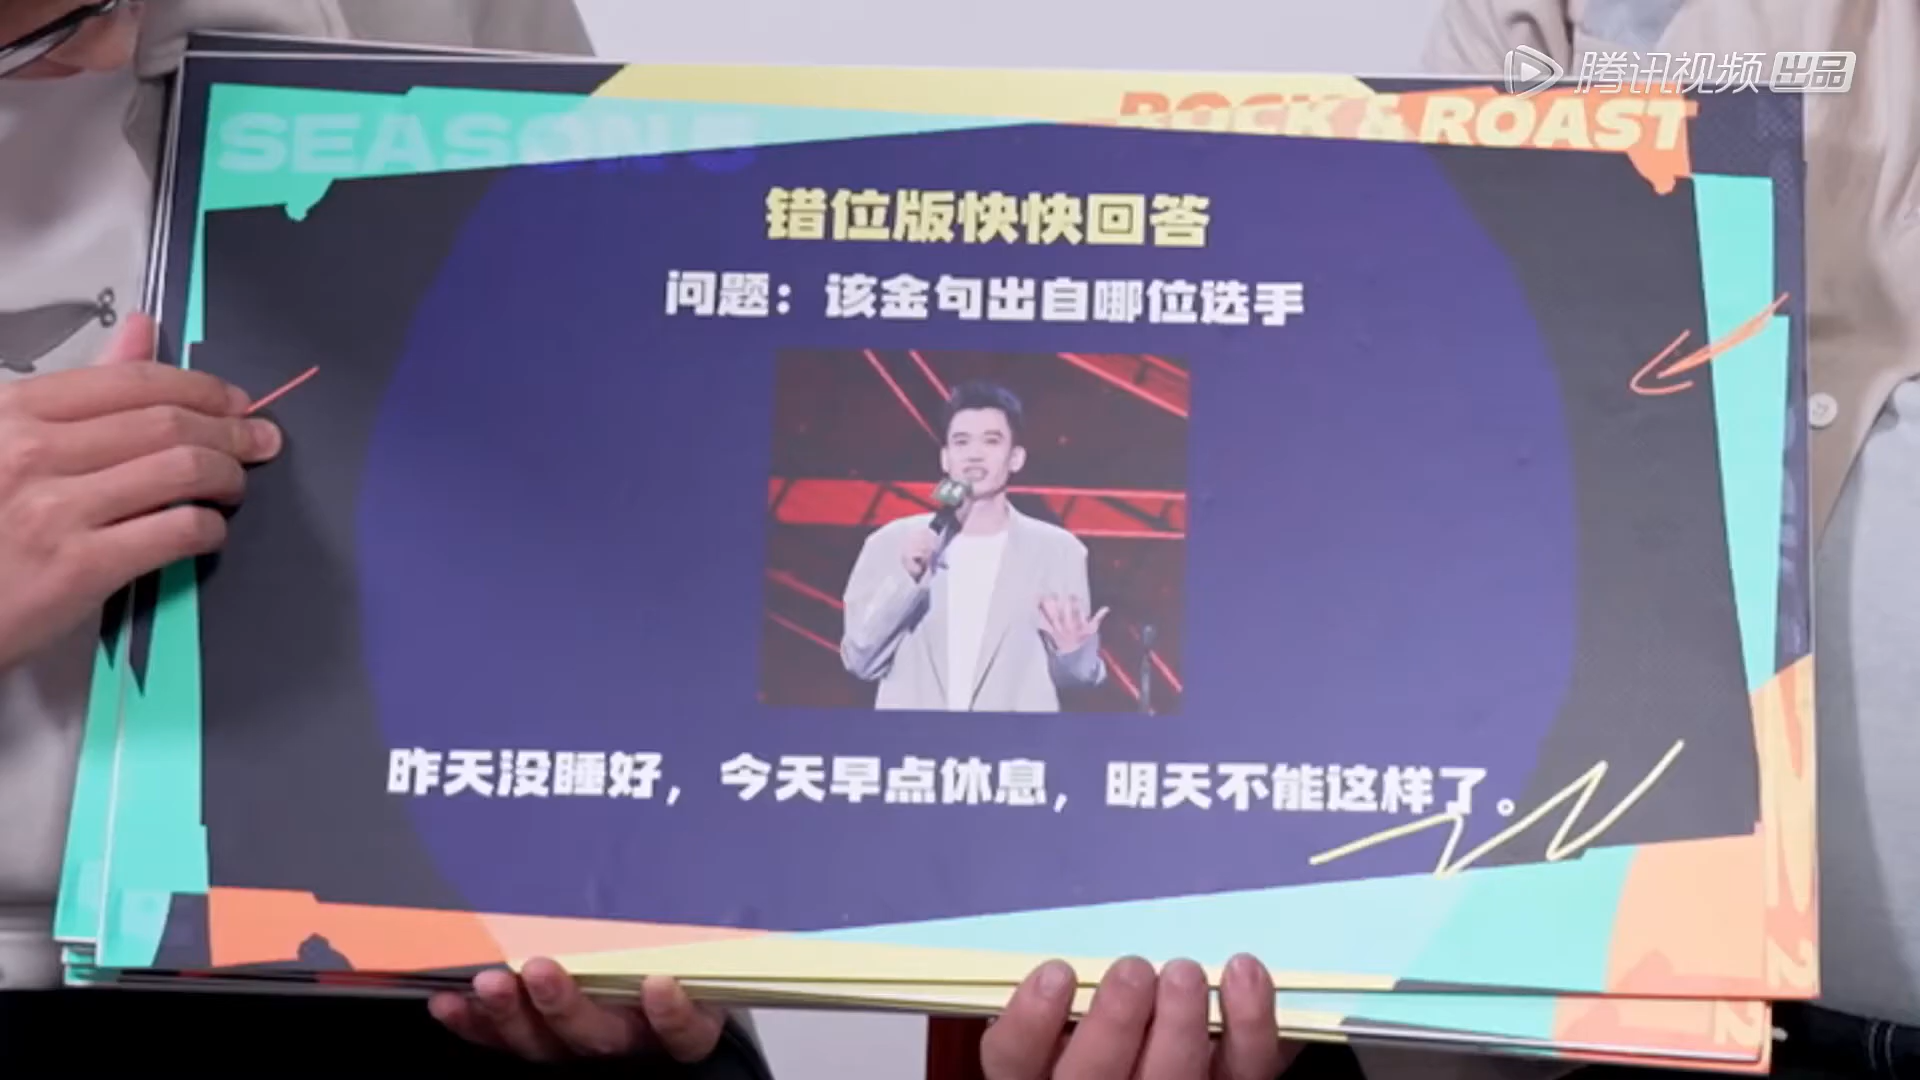 腾讯视频 出品
SEASON 5
ROCK & ROAST
错位版快快回答
问题：该金句出自哪位选手
昨天没睡好，今天早点休息，明天不能这样了。